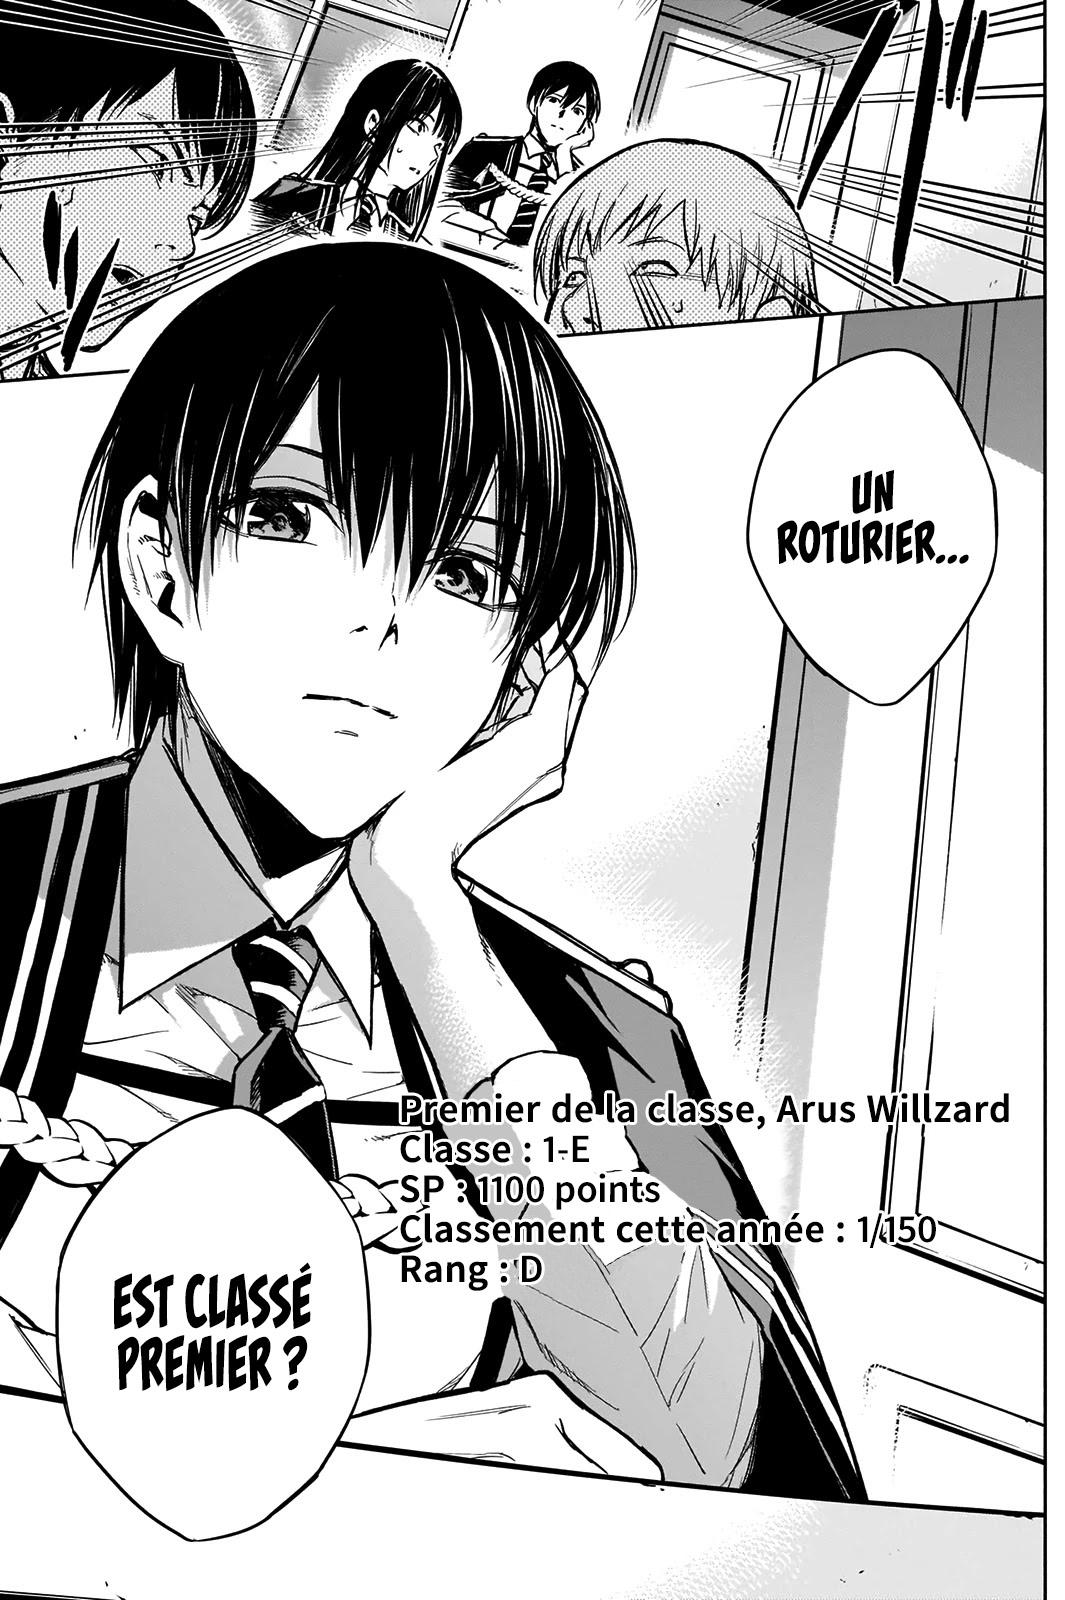 UN
ROTURIER...
Premier de la classe, Arus Willzard
Classe : 1-E
SP : 1100 points
Classement cette année : 1/150
Rang : D
EST CLASSÉ
PREMIER ?